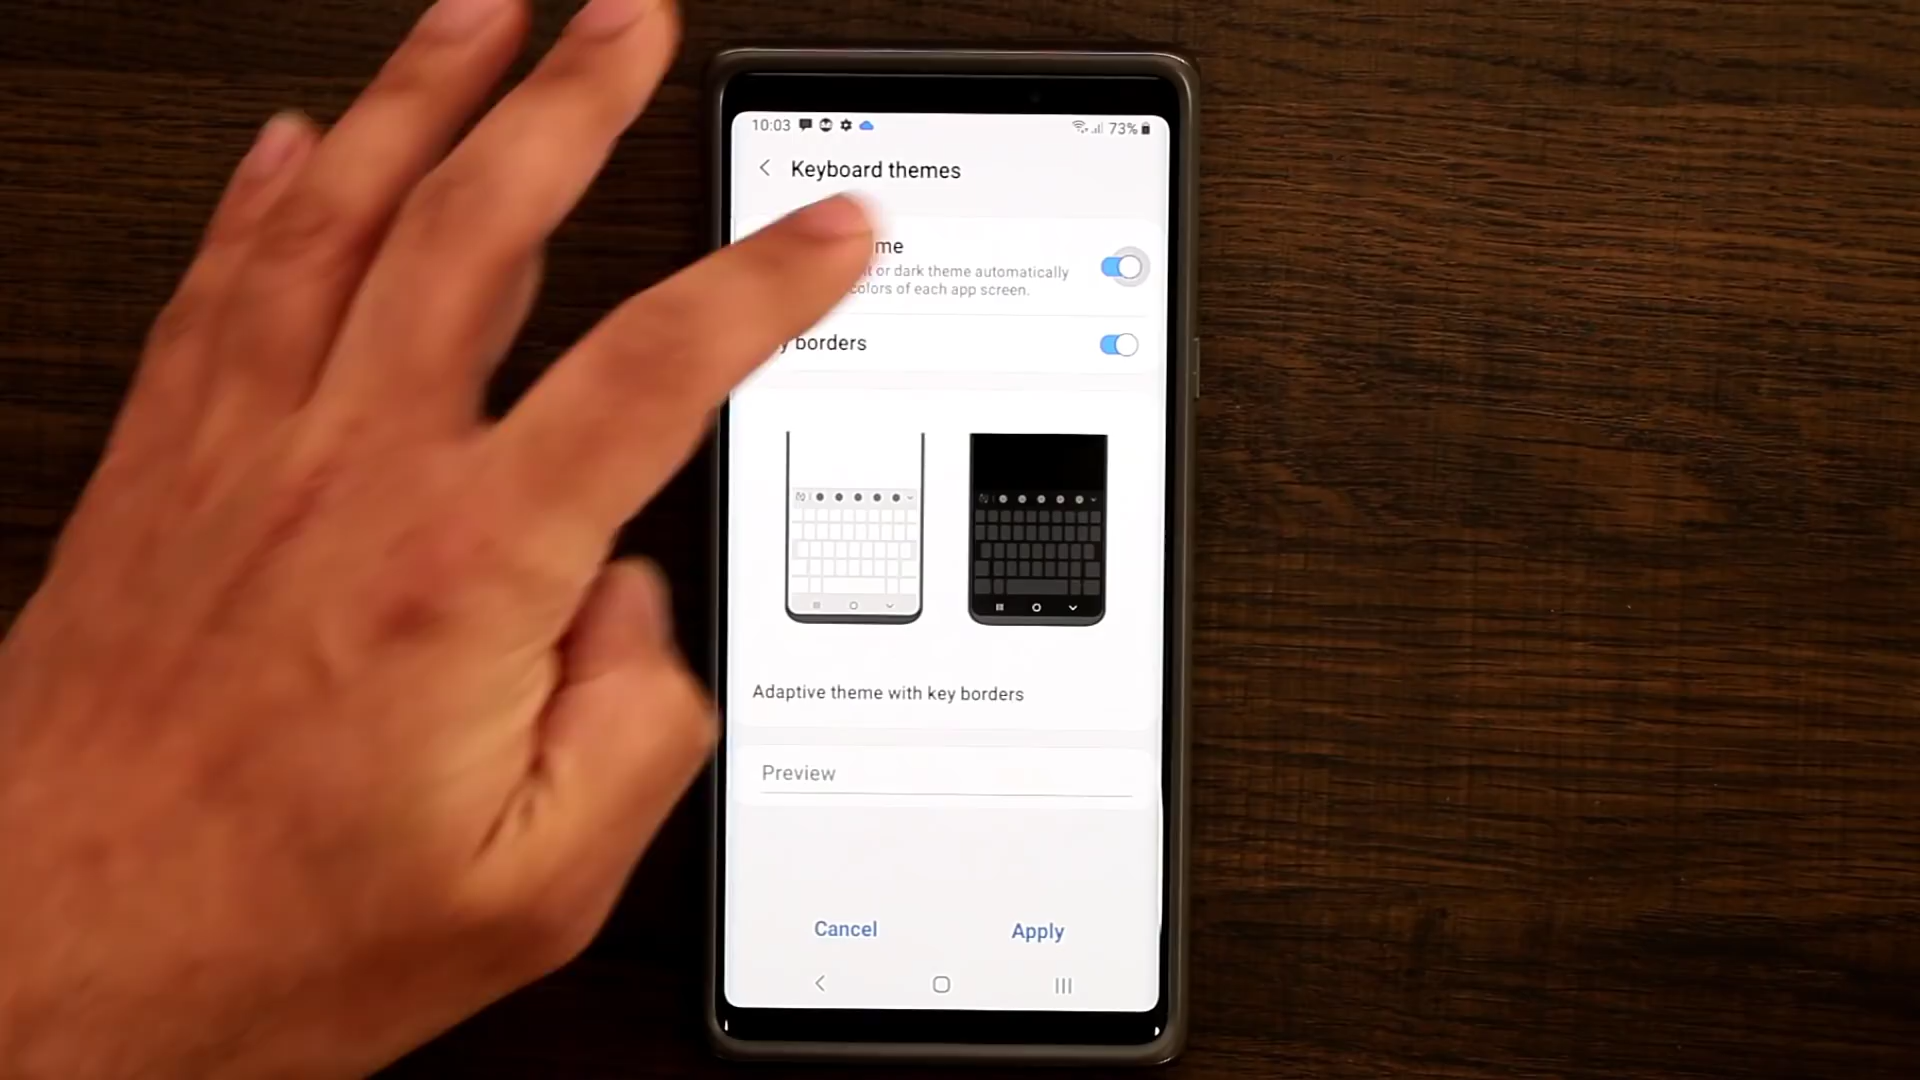 10:03 73%
Keyboard themes
me
or dark theme automatically
colors of each app screen.
borders
Adaptive theme with key borders
Preview
Cancel Apply